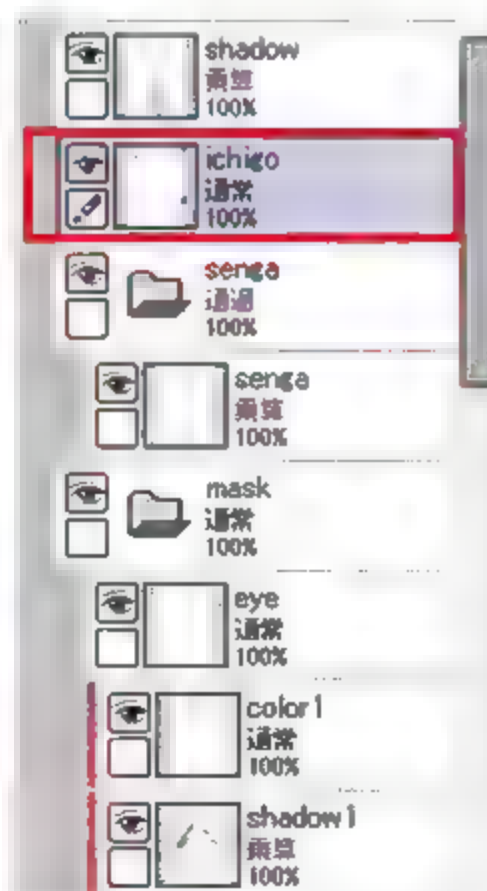 shadow
乗算
100%
ichigo
通常
100%
senga
通過
100%
senga
乗算
100%
mask
通常
100%
eye
通常
100%
color1
通常
100%
shadow1
乗算
100%